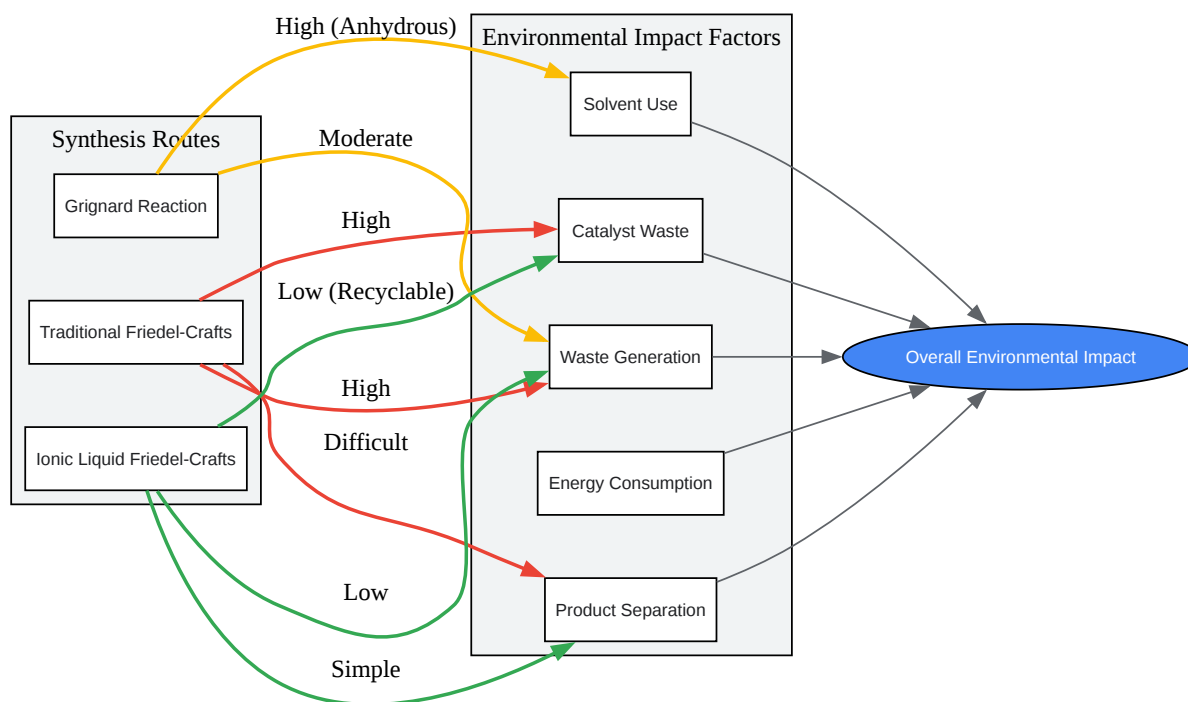 High (Anhydrous)
Environmental Impact Factors
Solvent Use
Synthesis Routes
Moderate
Grignard Reaction
High
Catalyst Waste
Low (Recyclable)
Traditional Friedel-Crafts
Waste Generation
Overall Environmental Impact
High
Difficult
Ionic Liquid Friedel-Crafts
Energy Consumption
Low
Product Separation
Simple